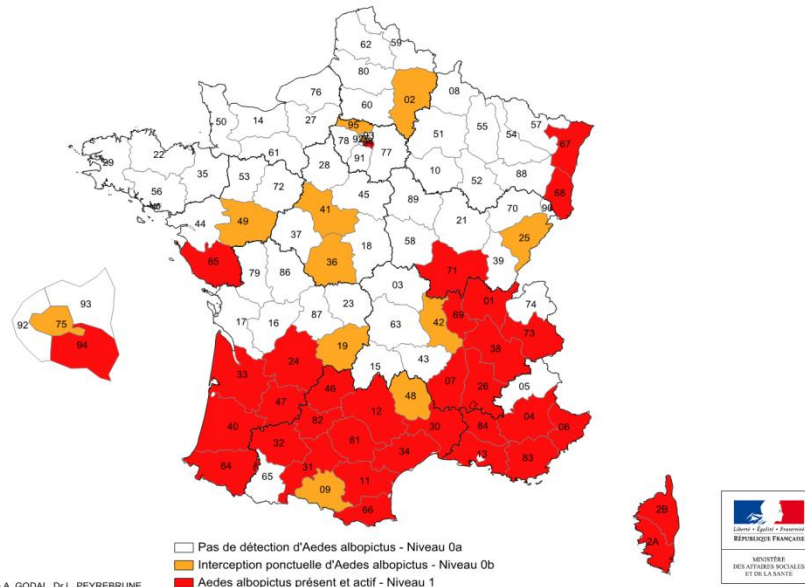 62 59
80
02 08
76 60
50 14 27 95
57
55 54 67
51
78 77
61 91
29 22 35 53 28 10 52 88 68
56 72 45 89 70 90
44 49 41 21 25
37 18 58 39
85 79 86 36 71
03 01 74
17 16 87 23 63 42 69 73
19 43 38
33 24 15 07 26 05
47 46 48
40 82 12 30 84 04 06
32 81 34 13 83
64 65 31 11
09 66
93
92 75
94
2B
2A
Pas de détection d'Aedes albopictus - Niveau 0a
Interception ponctuelle d'Aedes albopictus - Niveau 0b
Aedes albopictus présent et actif - Niveau 1
A. GODAL, Dr L. PEYREBRUNE
Liberté • Égalité • Fraternité
RÉPUBLIQUE FRANÇAISE
MINISTÈRE
DES AFFAIRES SOCIALES
ET DE LA SANTÉ